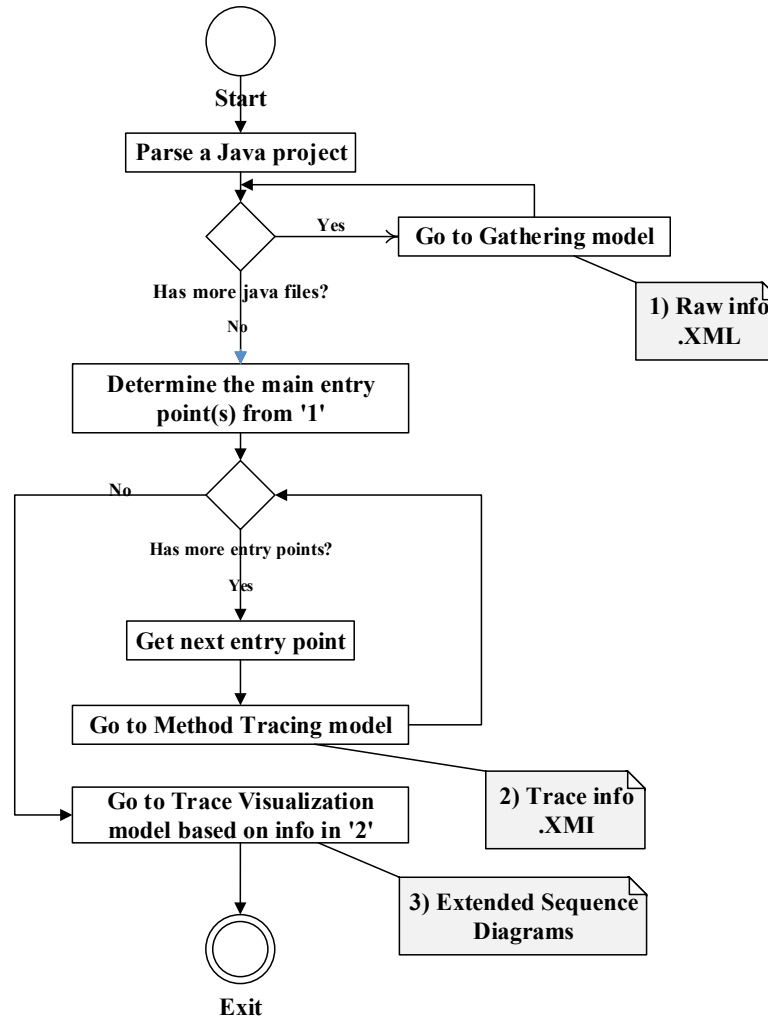 Start
Parse a Java project
Yes
Go to Gathering model
Has more java files?
1) Raw info
.XML
No
Determine the main entry
point(s) from '1'
No
Has more entry points?
Yes
Get next entry point
Go to Method Tracing model
2) Trace info
.XMI
Go to Trace Visualization
model based on info in '2'
3) Extended Sequence
Diagrams
Exit